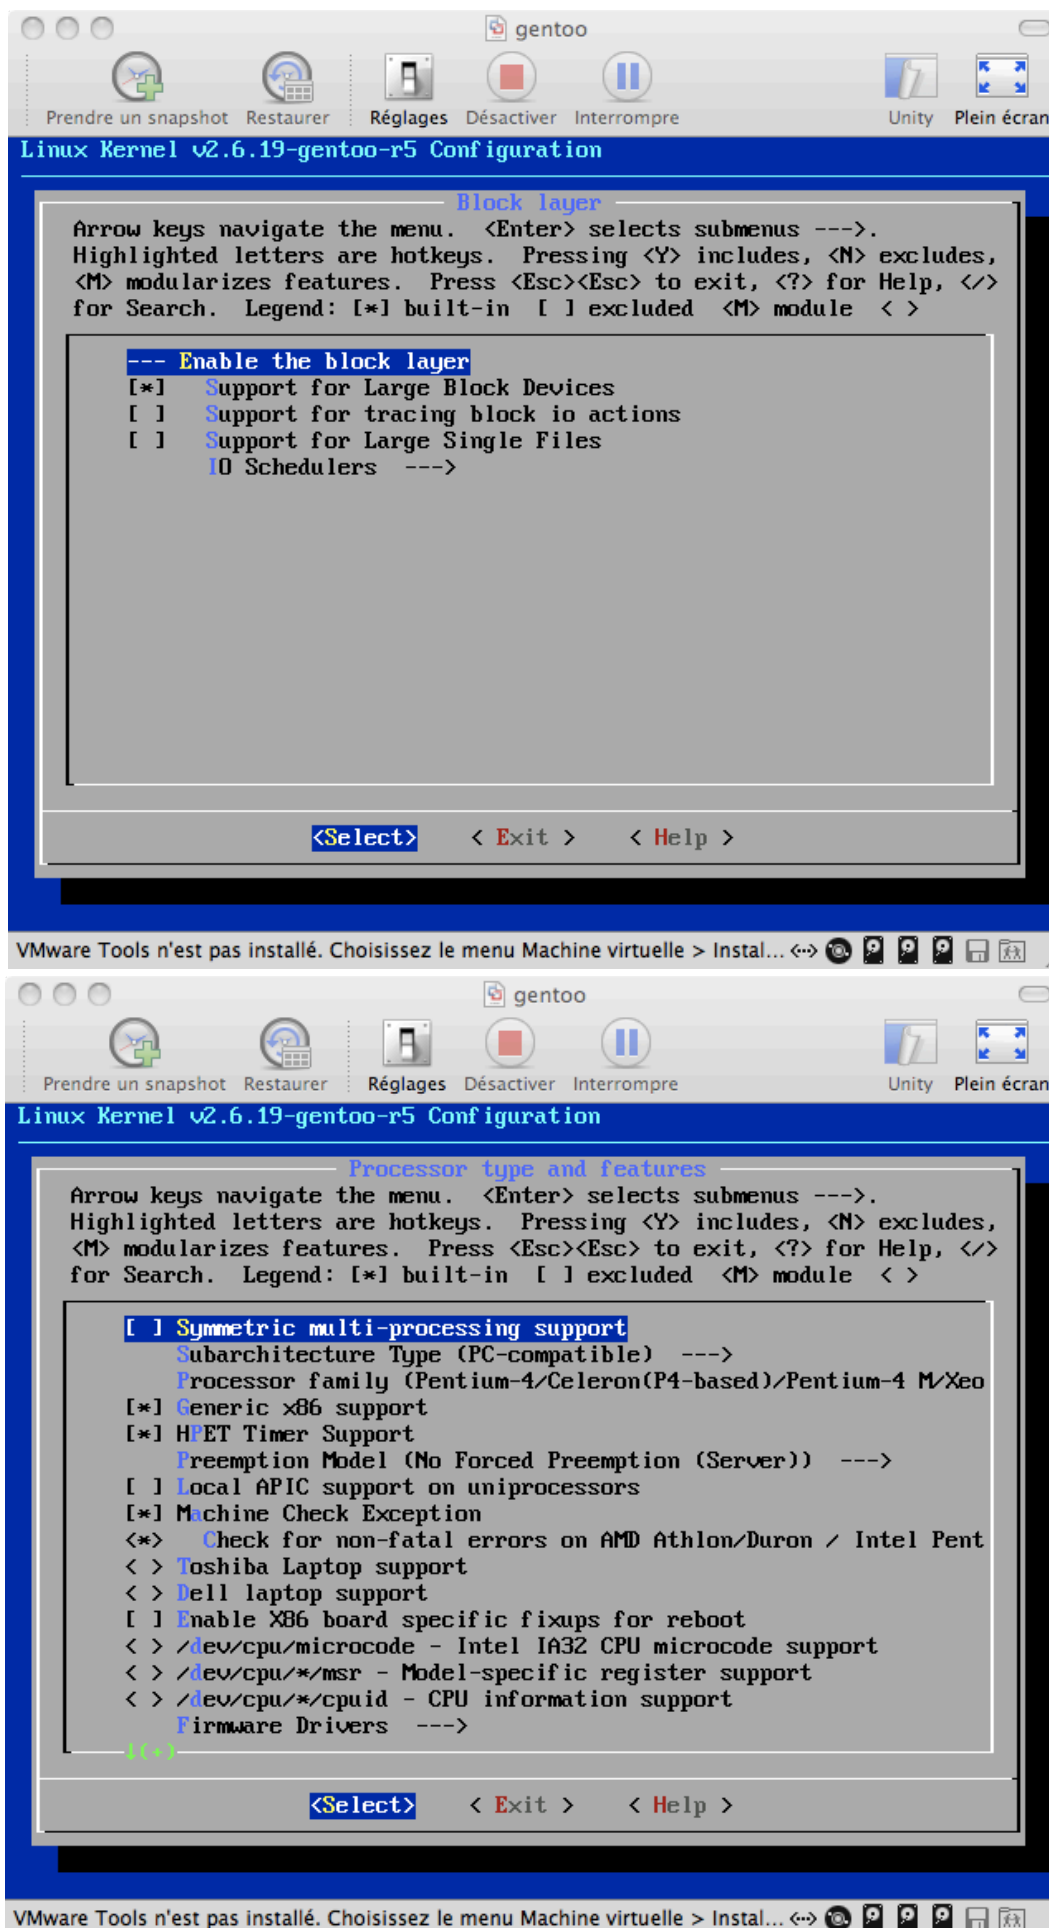 gentoo
Prendre un snapshot Restaurer Réglages Désactiver Interrompre Unity Plein écran
Linux Kernel v2.6.19-gentoo-r5 Configuration
Block layer
Arrow keys navigate the menu. <Enter> selects submenus --->.
Highlighted letters are hotkeys. Pressing <Y> includes, <N> excludes,
<M> modularizes features. Press <Esc><Esc> to exit, <?> for Help, </>
for Search. Legend: [*] built-in [ ] excluded <M> module < >
--- Enable the block layer
[*] Support for Large Block Devices
[ ] Support for tracing block io actions
[ ] Support for Large Single Files
IO Schedulers --->
<Select> < Exit > < Help >
VMware Tools n'est pas installé. Choisissez le menu Machine virtuelle > Instal...
gentoo
Prendre un snapshot Restaurer Réglages Désactiver Interrompre Unity Plein écran
Linux Kernel v2.6.19-gentoo-r5 Configuration
Processor type and features
Arrow keys navigate the menu. <Enter> selects submenus --->.
Highlighted letters are hotkeys. Pressing <Y> includes, <N> excludes,
<M> modularizes features. Press <Esc><Esc> to exit, <?> for Help, </>
for Search. Legend: [*] built-in [ ] excluded <M> module < >
[ ] Symmetric multi-processing support
Subarchitecture Type (PC-compatible) --->
Processor family (Pentium-4/Celeron(P4-based)/Pentium-4 M/Xeo
[*] Generic x86 support
[*] HPET Timer Support
Preemption Model (No Forced Preemption (Server)) --->
[ ] Local APIC support on uniprocessors
[*] Machine Check Exception
<*> Check for non-fatal errors on AMD Athlon/Duron / Intel Pent
< > Toshiba Laptop support
< > Dell laptop support
[ ] Enable X86 board specific fixups for reboot
< > /dev/cpu/microcode - Intel IA32 CPU microcode support
< > /dev/cpu/*/msr - Model-specific register support
< > /dev/cpu/*/cpuid - CPU information support
Firmware Drivers --->
↓(+)
<Select> < Exit > < Help >
VMware Tools n'est pas installé. Choisissez le menu Machine virtuelle > Instal...